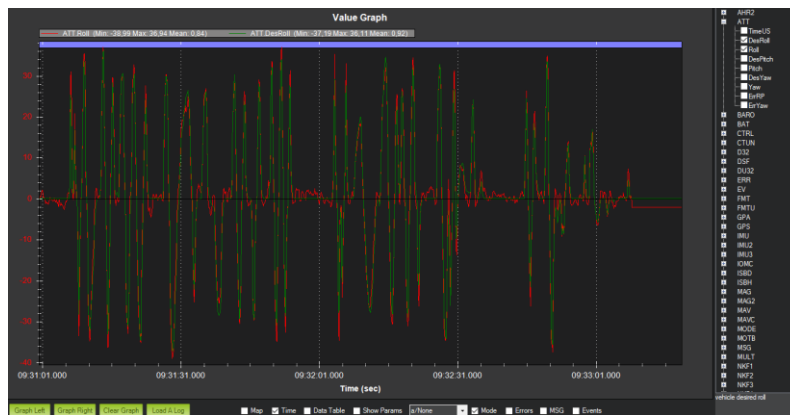 Value Graph
ATT.Roll (Min: -38,99 Max: 36,94 Mean: 0,84) ATT.DesRoll (Min: -37,19 Max: 36,11 Mean: 0,92)
30
20
10
0
-10
-20
-30
-40
09:31:01.000 09:31:31.000 09:32:01.000 09:32:31.000 09:33:01.000
Time (sec)
Graph Left Graph Right Clear Graph Load A Log Map Time Data Table Show Params a/None Mode Errors MSG Events
AHR2
ATT
TimeUS
DesRoll
Roll
DesPitch
Pitch
DesYaw
Yaw
ErrRP
ErrYaw
BARO
BAT
CTRL
CTUN
D32
DSF
DU32
ERR
EV
FMT
FMTU
GPA
GPS
IMU
IMU2
IMU3
IOMC
ISBD
ISBH
MAG
MAG2
MAV
MAVC
MODE
MOTB
MSG
MULT
NKF1
NKF2
NKF3
vehicle desired roll